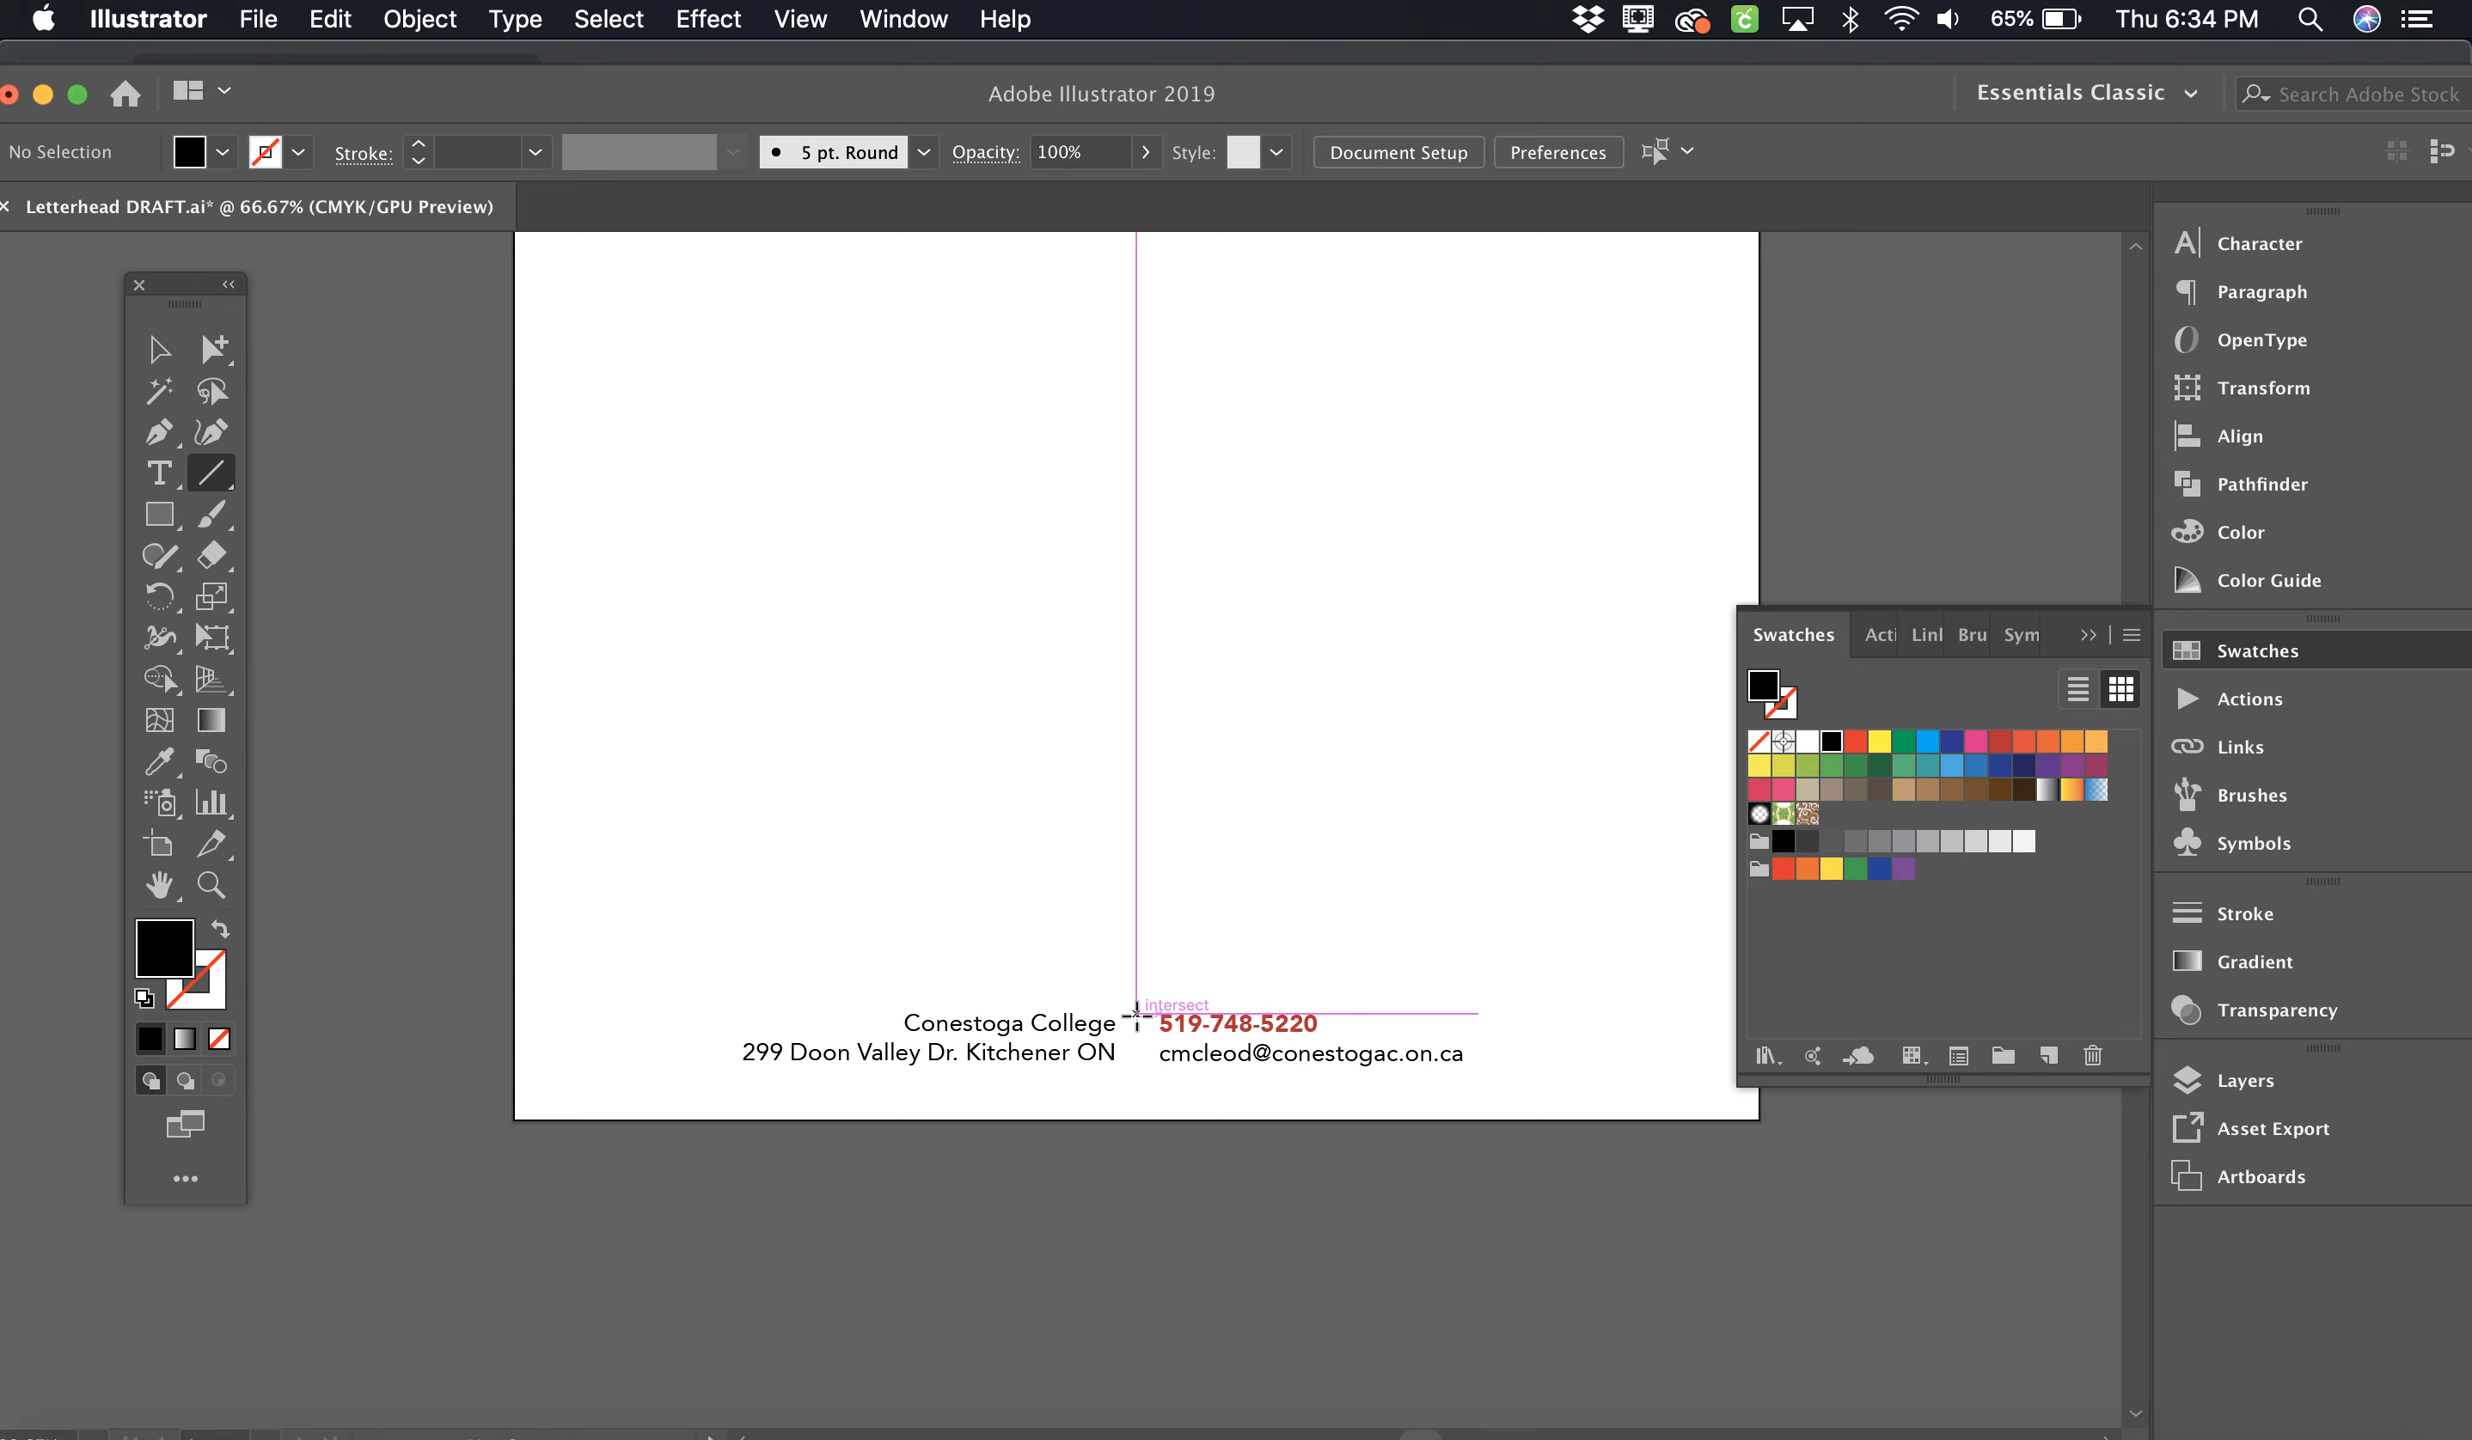 Illustrator File Edit Object Type Select Effect View Window Help
65% Thu 6:34 PM
Adobe Illustrator 2019
Essentials Classic
Search Adobe Stock
No Selection
Stroke:
5 pt. Round
Opacity: 100%
Style:
Document Setup
Preferences
Letterhead DRAFT.ai* @ 66.67% (CMYK/GPU Preview)
Character
Paragraph
OpenType
Transform
Align
Pathfinder
Color
Color Guide
Swatches Acti Linl Bru Sym
Swatches
Actions
Links
Brushes
Symbols
Stroke
Gradient
Transparency
Layers
Asset Export
Artboards
intersect
Conestoga College
299 Doon Valley Dr. Kitchener ON
519-748-5220
cmcleod@conestogac.on.ca